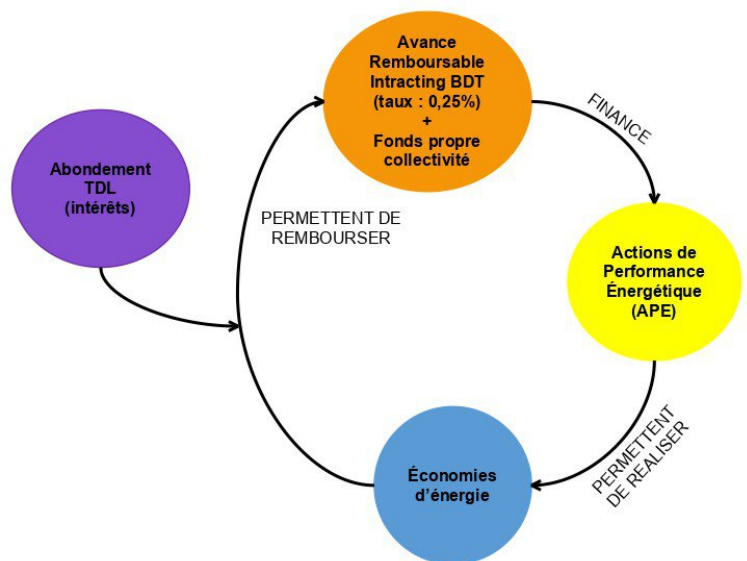 Avance
Remboursable
Intracting BDT
(taux : 0,25%)
+
Fonds propre
collectivité
FINANCE
Abondement
TDL
(intérêts)
PERMETTENT DE
REMBOURSER
Actions de
Performance
Énergétique
(APE)
PERMETTENT
DE REALISER
Économies
d'énergie